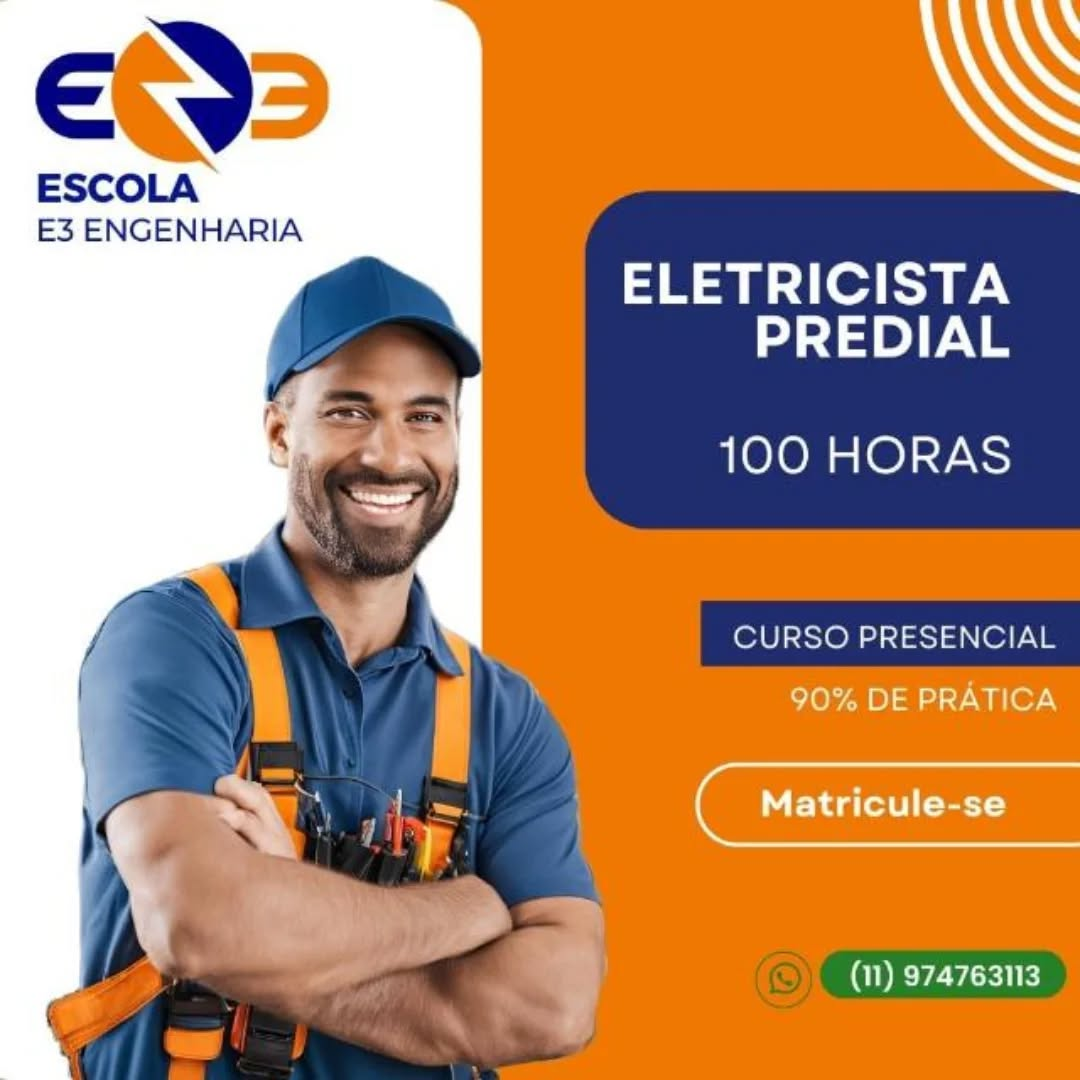 E3
ESCOLA
E3 ENGENHARIA
ELETRICISTA
PREDIAL
100 HORAS
CURSO PRESENCIAL
90% DE PRÁTICA
Matricule-se
(11) 974763113